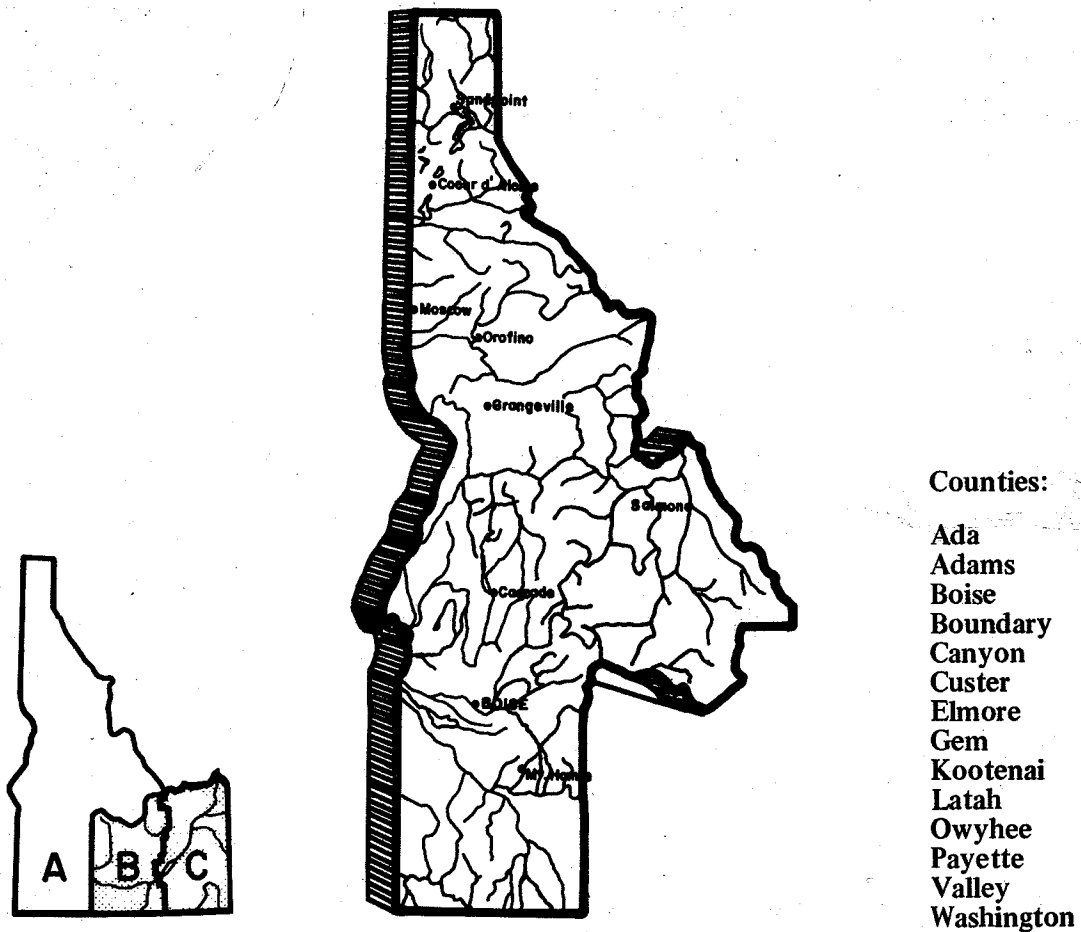 Sandpoint
Coeur d' Alene
Moscow
Orofino
Grangeville
Salmond
Cascade
BOISE
Mt. Home
A
B
C
Counties:
Ada
Adams
Boise
Boundary
Canyon
Custer
Elmore
Gem
Kootenai
Latah
Owyhee
Payette
Valley
Washington